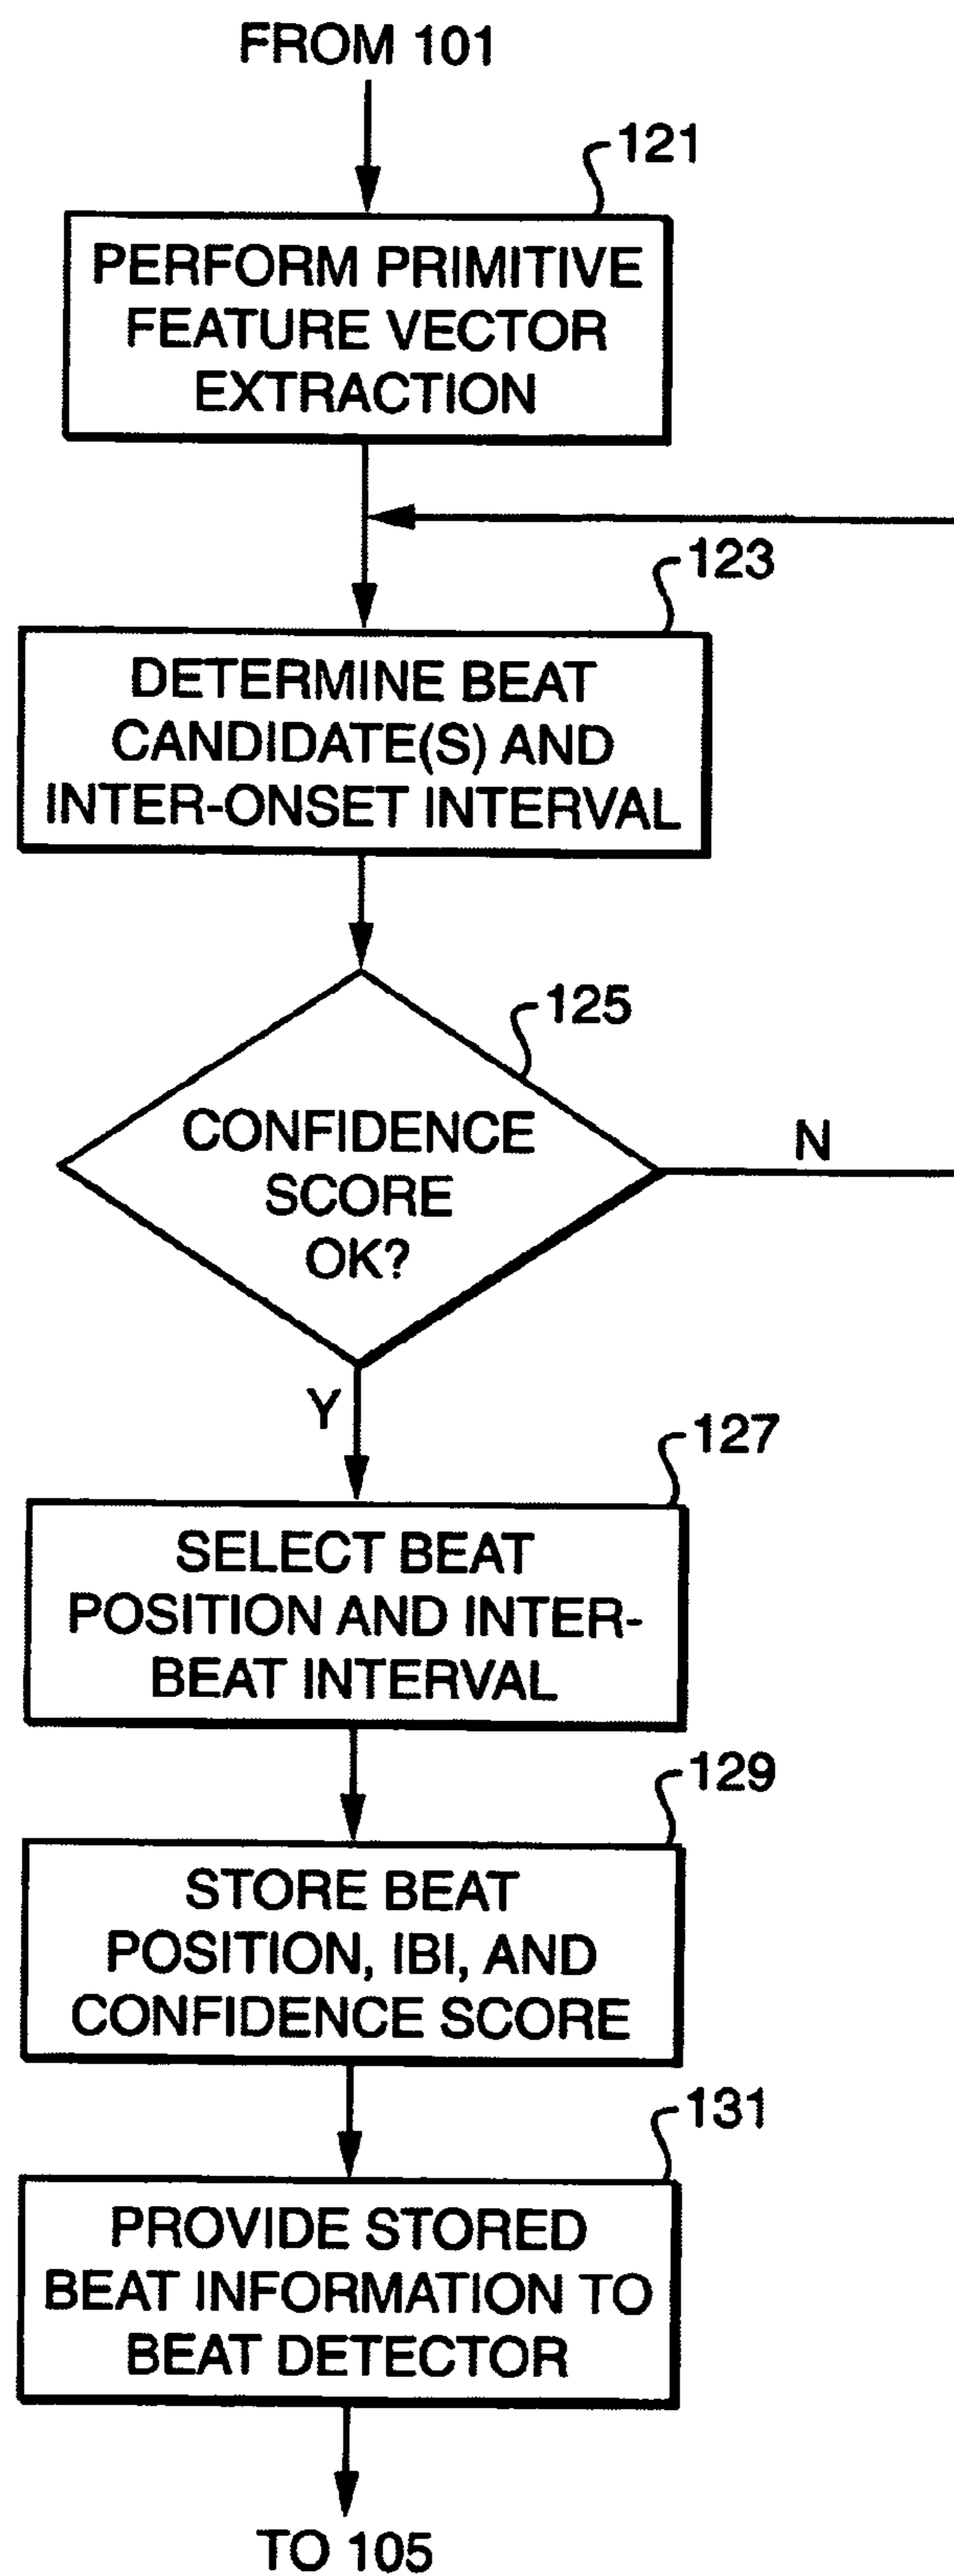 FROM 101
121
PERFORM PRIMITIVE
FEATURE VECTOR
EXTRACTION
123
DETERMINE BEAT
CANDIDATE(S) AND
INTER-ONSET INTERVAL
125
CONFIDENCE
SCORE
OK?
N
Y
127
SELECT BEAT
POSITION AND INTER-
BEAT INTERVAL
129
STORE BEAT
POSITION, IBI, AND
CONFIDENCE SCORE
131
PROVIDE STORED
BEAT INFORMATION TO
BEAT DETECTOR
TO 105